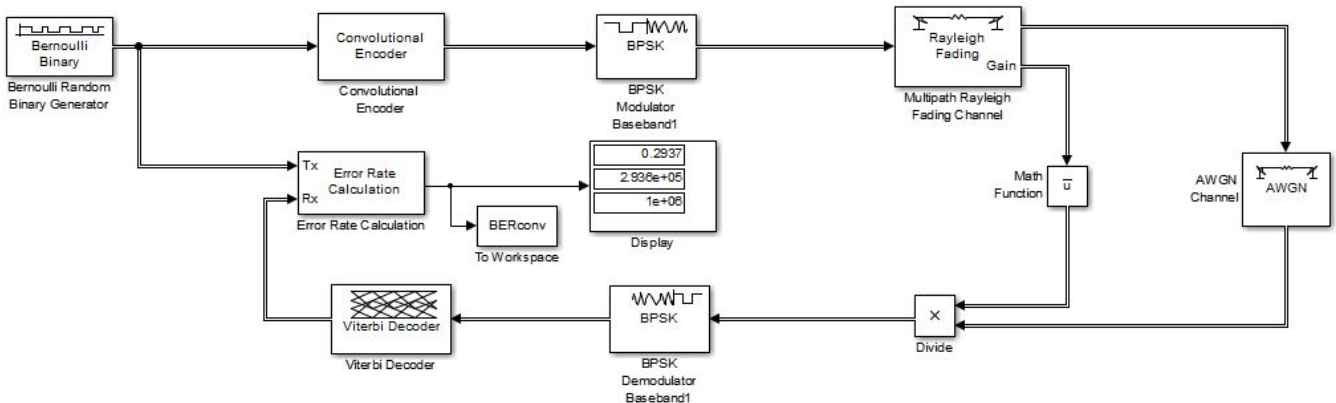 Bernoulli
Binary
Bernoulli Random
Binary Generator
Convolutional
Encoder
Convolutional
Encoder
BPSK
BPSK
Modulator
Baseband1
Rayleigh
Fading
Gain
Multipath Rayleigh
Fading Channel
Tx
Rx
Error Rate
Calculation
Error Rate Calculation
0.2937
2.936e+05
1e+06
Display
BERconv
To Workspace
Math
Function
u
AWGN
Channel
AWGN
Viterbi Decoder
Viterbi Decoder
BPSK
BPSK
Demodulator
Baseband1
×
Divide